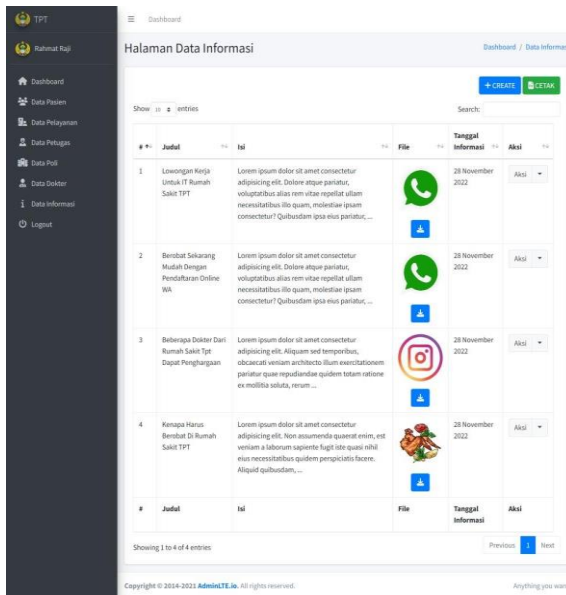 TPT
Rahmat Raji
Dashboard
Data Pasien
Data Pelayanan
Data Petugas
Data Poli
Data Dokter
Data Informasi
Logout
Dashboard
Halaman Data Informasi
Dashboard / Data Informas
+ CREATE
CETAK
Show 10 entries
Search:
# Judul Isi File Tanggal Informasi Aksi
1
Lowongan Kerja
Untuk IT Rumah
Sakit TPT
Lorem ipsum dolor sit amet consectetur
adipisicing elit. Dolore atque pariatur,
voluptatibus alias rem vitae repellat ullam
necessitatibus illo quam, molestiae ipsam
consectetur? Quibusdam ipsa eius pariatur, ...
28 November
2022
Aksi
2
Berobat Sekarang
Mudah Dengan
Pendaftaran Online
WA
Lorem ipsum dolor sit amet consectetur
adipisicing elit. Dolore atque pariatur,
voluptatibus alias rem vitae repellat ullam
necessitatibus illo quam, molestiae ipsam
consectetur? Quibusdam ipsa eius pariatur, ...
28 November
2022
Aksi
3
Beberapa Dokter Dari
Rumah Sakit Tpt
Dapat Penghargaan
Lorem ipsum dolor sit amet consectetur
adipisicing elit. Aliquam sed temporibus,
obcaecati veniam architecto illum exercitationem
pariatur quae repudiandae quidem totam ratione
ex mollitia soluta, rerum ...
28 November
2022
Aksi
4
Kenapa Harus
Berobat Di Rumah
Sakit TPT
Lorem ipsum dolor sit amet consectetur
adipisicing elit. Non assumenda quaerat enim, est
veniam a laborum sapiente fugit iste quasi nihil
eius necessitatibus quidem perspiciatis facere.
Aliquid quibusdam, ...
28 November
2022
Aksi
# Judul Isi File Tanggal Informasi Aksi
Showing 1 to 4 of 4 entries
Previous 1 Next
Copyright © 2014-2021 AdminLTE.io. All rights reserved.
Anything you wan